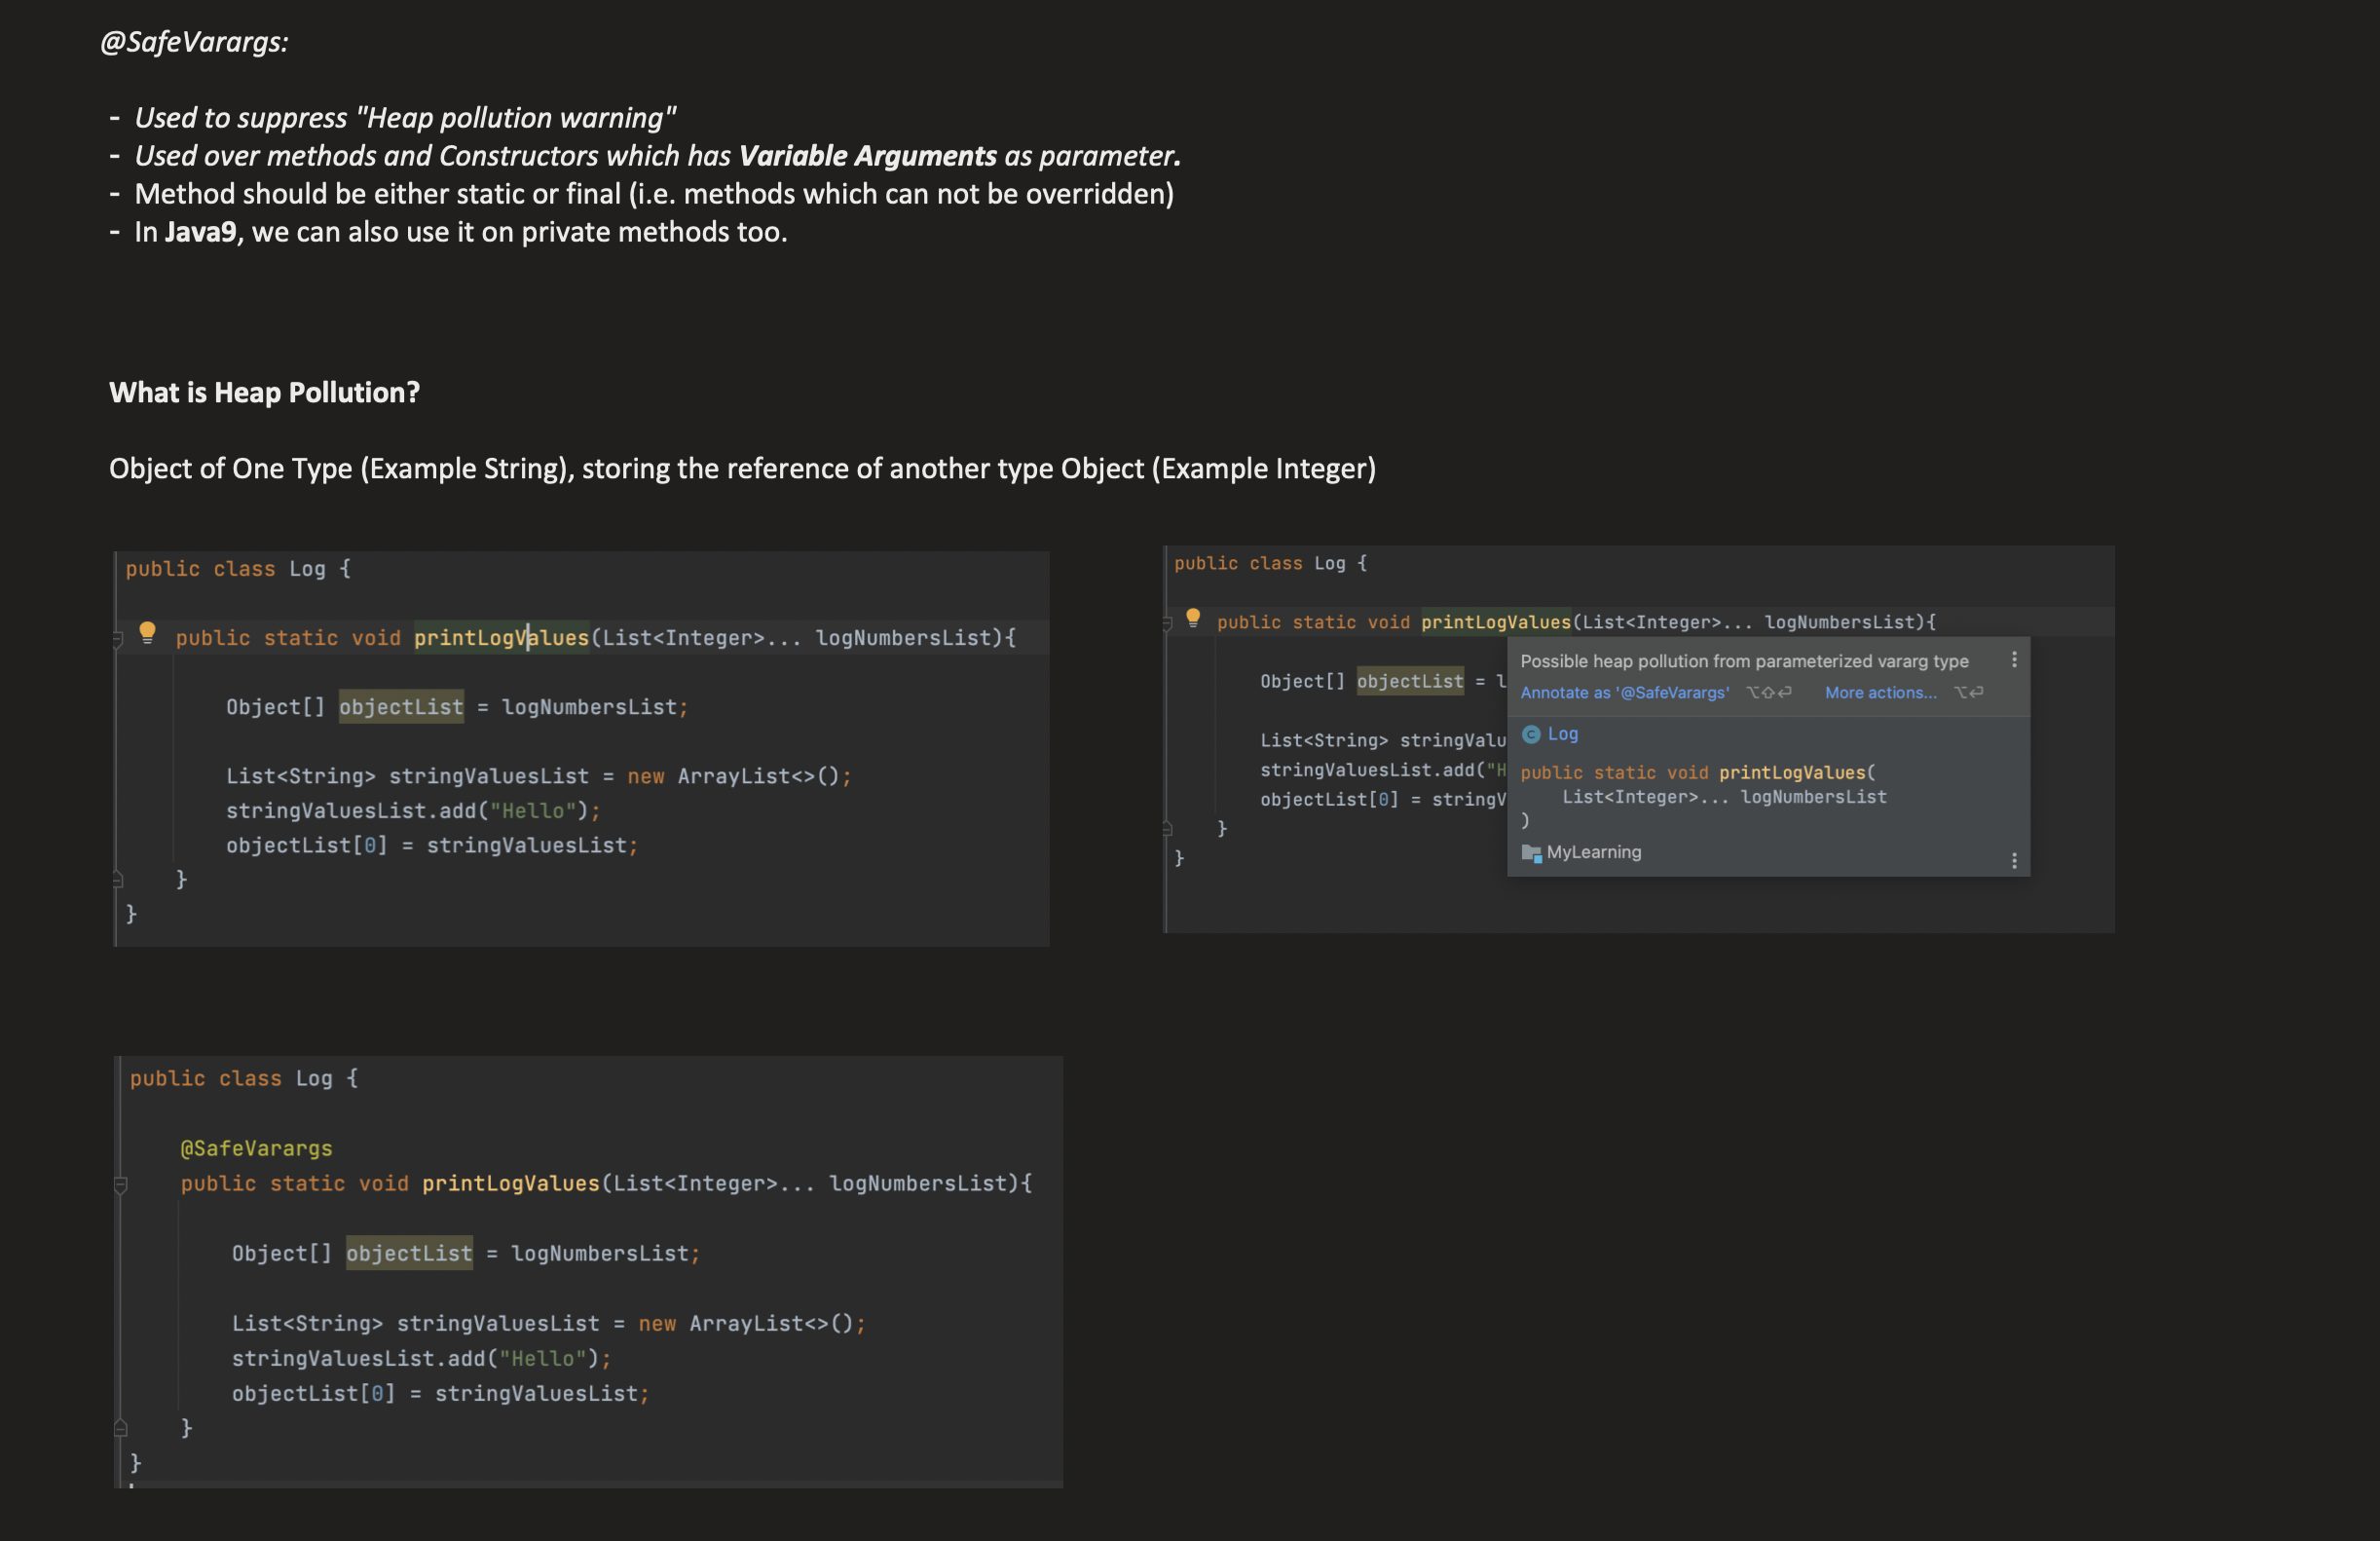 @SafeVarargs:
- Used to suppress "Heap pollution warning"
- Used over methods and Constructors which has Variable Arguments as parameter.
- Method should be either static or final (i.e. methods which can not be overridden)
- In Java9, we can also use it on private methods too.
What is Heap Pollution?
Object of One Type (Example String), storing the reference of another type Object (Example Integer)
public class Log {
public static void printLogValues(List<Integer>... logNumbersList){
Object[] objectList = logNumbersList;
List<String> stringValuesList = new ArrayList<>();
stringValuesList.add("Hello");
objectList[0] = stringValuesList;
}
}
public class Log {
public static void printLogValues(List<Integer>... logNumbersList){
Object[] objectList = l
List<String> stringValu
stringValuesList.add("H
objectList[0] = stringV
}
}
Possible heap pollution from parameterized vararg type
Annotate as '@SafeVarargs' ⌥⇧⏎ More actions... ⌥⏎
C Log
public static void printLogValues(
List<Integer>... logNumbersList
)
MyLearning
public class Log {
@SafeVarargs
public static void printLogValues(List<Integer>... logNumbersList){
Object[] objectList = logNumbersList;
List<String> stringValuesList = new ArrayList<>();
stringValuesList.add("Hello");
objectList[0] = stringValuesList;
}
}